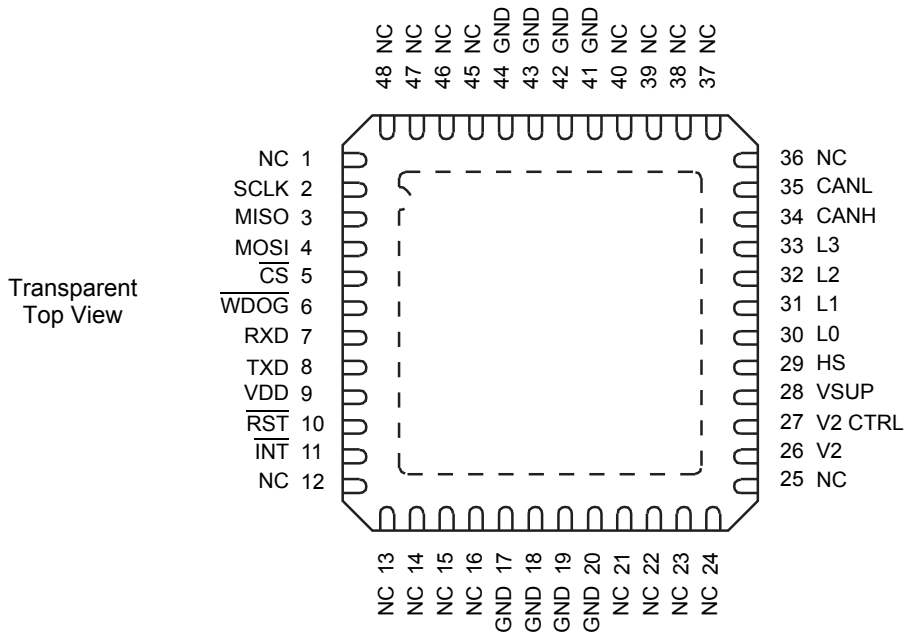 48 NC
47 NC
46 NC
45 NC
44 GND
43 GND
42 GND
41 GND
40 NC
39 NC
38 NC
37 NC
Transparent
Top View
NC 1
SCLK 2
MISO 3
MOSI 4
C̅S̅ 5
W̅D̅O̅G̅ 6
RXD 7
TXD 8
VDD 9
R̅S̅T̅ 10
I̅N̅T̅ 11
NC 12
36 NC
35 CANL
34 CANH
33 L3
32 L2
31 L1
30 L0
29 HS
28 VSUP
27 V2 CTRL
26 V2
25 NC
NC 13
NC 14
NC 15
NC 16
GND 17
GND 18
GND 19
GND 20
NC 21
NC 22
NC 23
NC 24